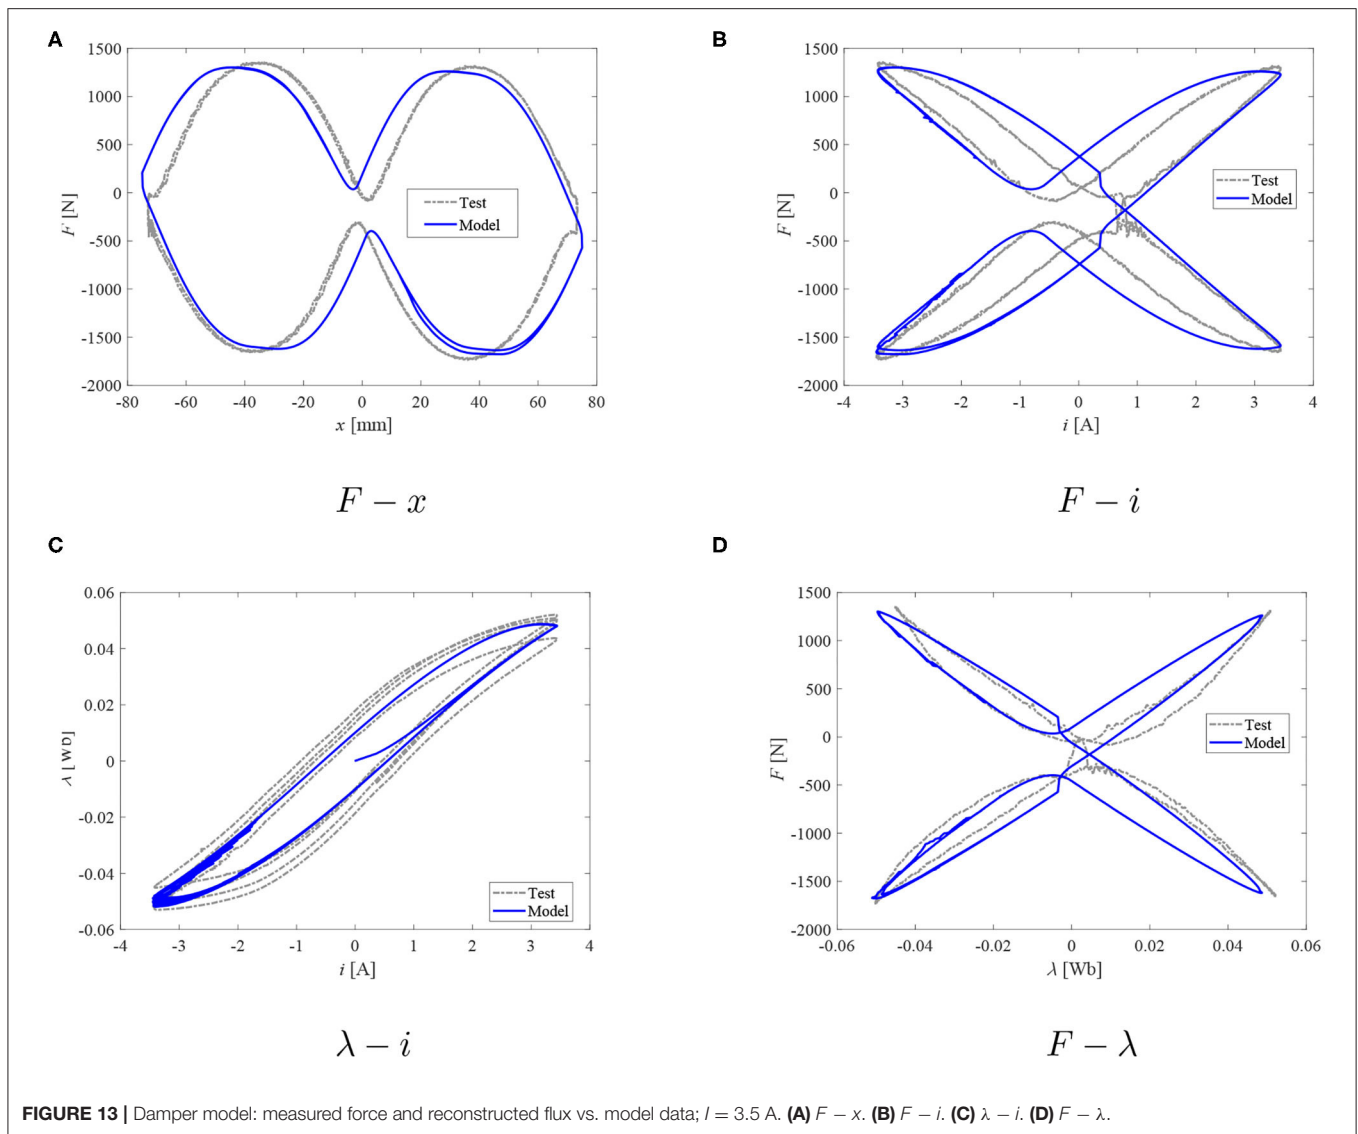 A
1500
1000
500
0
-500
-1000
-1500
-2000
F [N]
-80 -60 -40 -20 0 20 40 60 80
x [mm]
Test
Model
F − x
B
1500
1000
500
0
-500
-1000
-1500
-2000
F [N]
-4 -3 -2 -1 0 1 2 3 4
i [A]
Test
Model
F − i
C
0.06
0.04
0.02
0
-0.02
-0.04
-0.06
λ [Wb]
-4 -3 -2 -1 0 1 2 3 4
i [A]
Test
Model
λ − i
D
1500
1000
500
0
-500
-1000
-1500
-2000
F [N]
-0.06 -0.04 -0.02 0 0.02 0.04 0.06
λ [Wb]
Test
Model
F − λ
FIGURE 13 | Damper model: measured force and reconstructed flux vs. model data; I = 3.5 A. (A) F − x. (B) F − i. (C) λ − i. (D) F − λ.